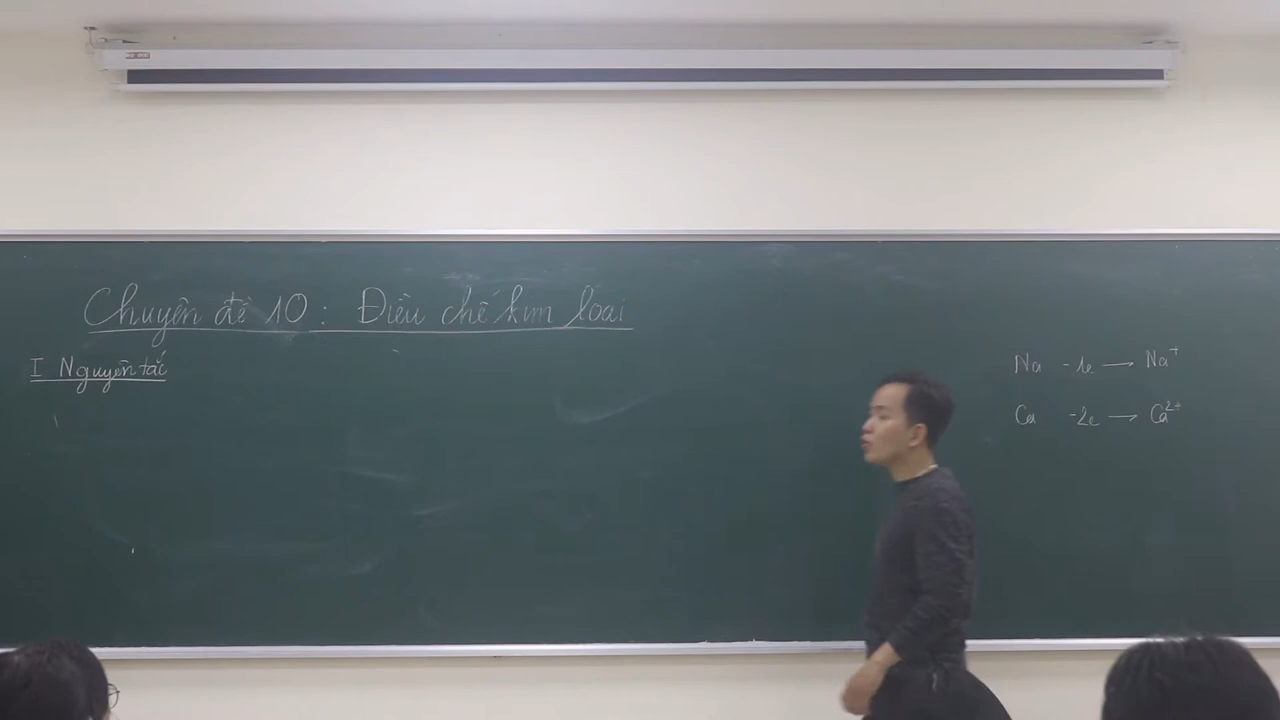 Chuyên đề 10 : Điều chế kim loại
I Nguyên tắc
Na -1e → Na⁺
Ca -2e → Ca²⁺